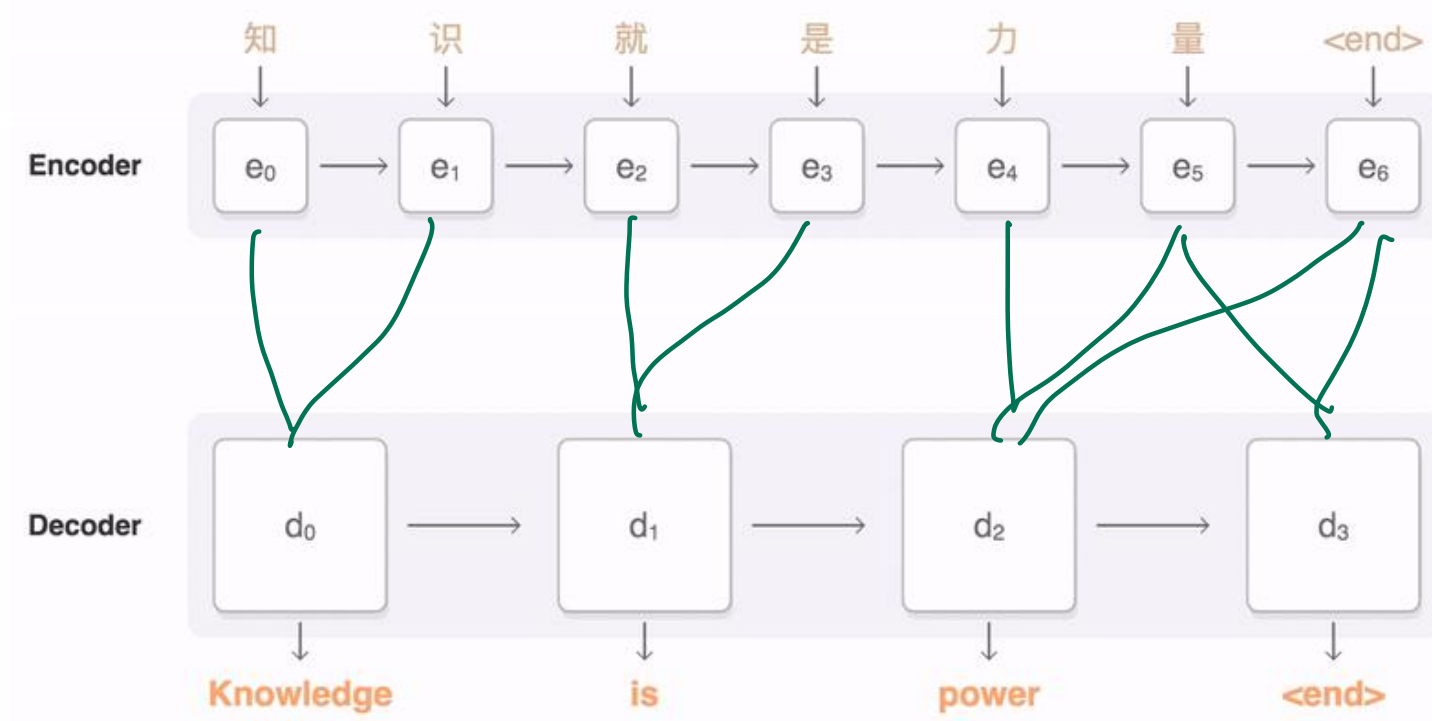 知 识 就 是 力 量 <end>
Encoder e₀ e₁ e₂ e₃ e₄ e₅ e₆
Decoder d₀ d₁ d₂ d₃
Knowledge is power <end>